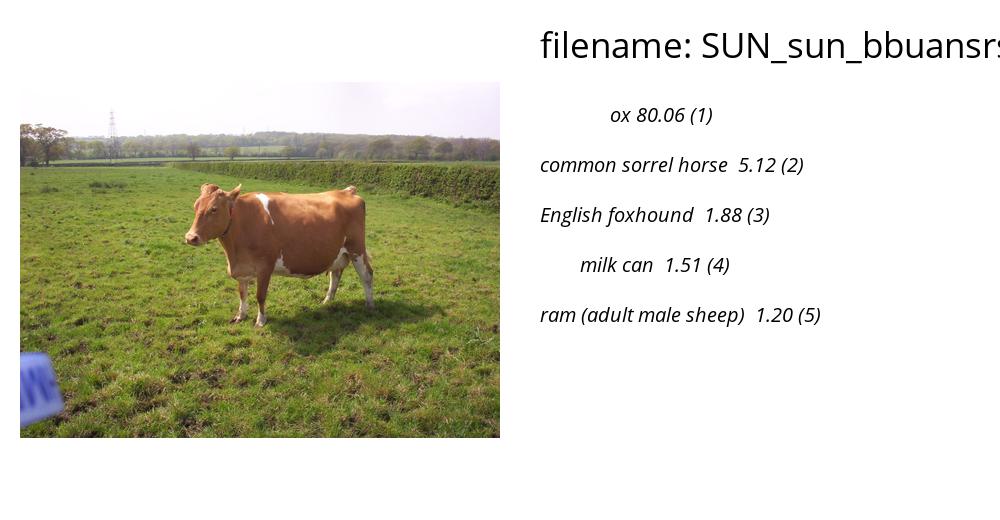 filename: SUN_sun_bbuansrs
ox 80.06 (1)
common sorrel horse 5.12 (2)
English foxhound 1.88 (3)
milk can 1.51 (4)
ram (adult male sheep) 1.20 (5)